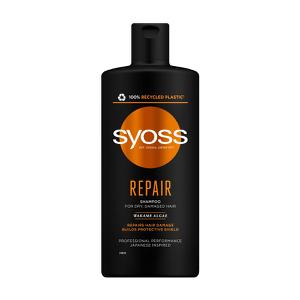 100% RECYCLED PLASTIC*
syoss
REPAIR
SHAMPOO
FOR DRY, DAMAGED HAIR
WAKAME ALGAE
REPAIRS HAIR DAMAGE
BUILDS PROTECTIVE SHIELD
PROFESSIONAL PERFORMANCE
JAPANESE INSPIRED